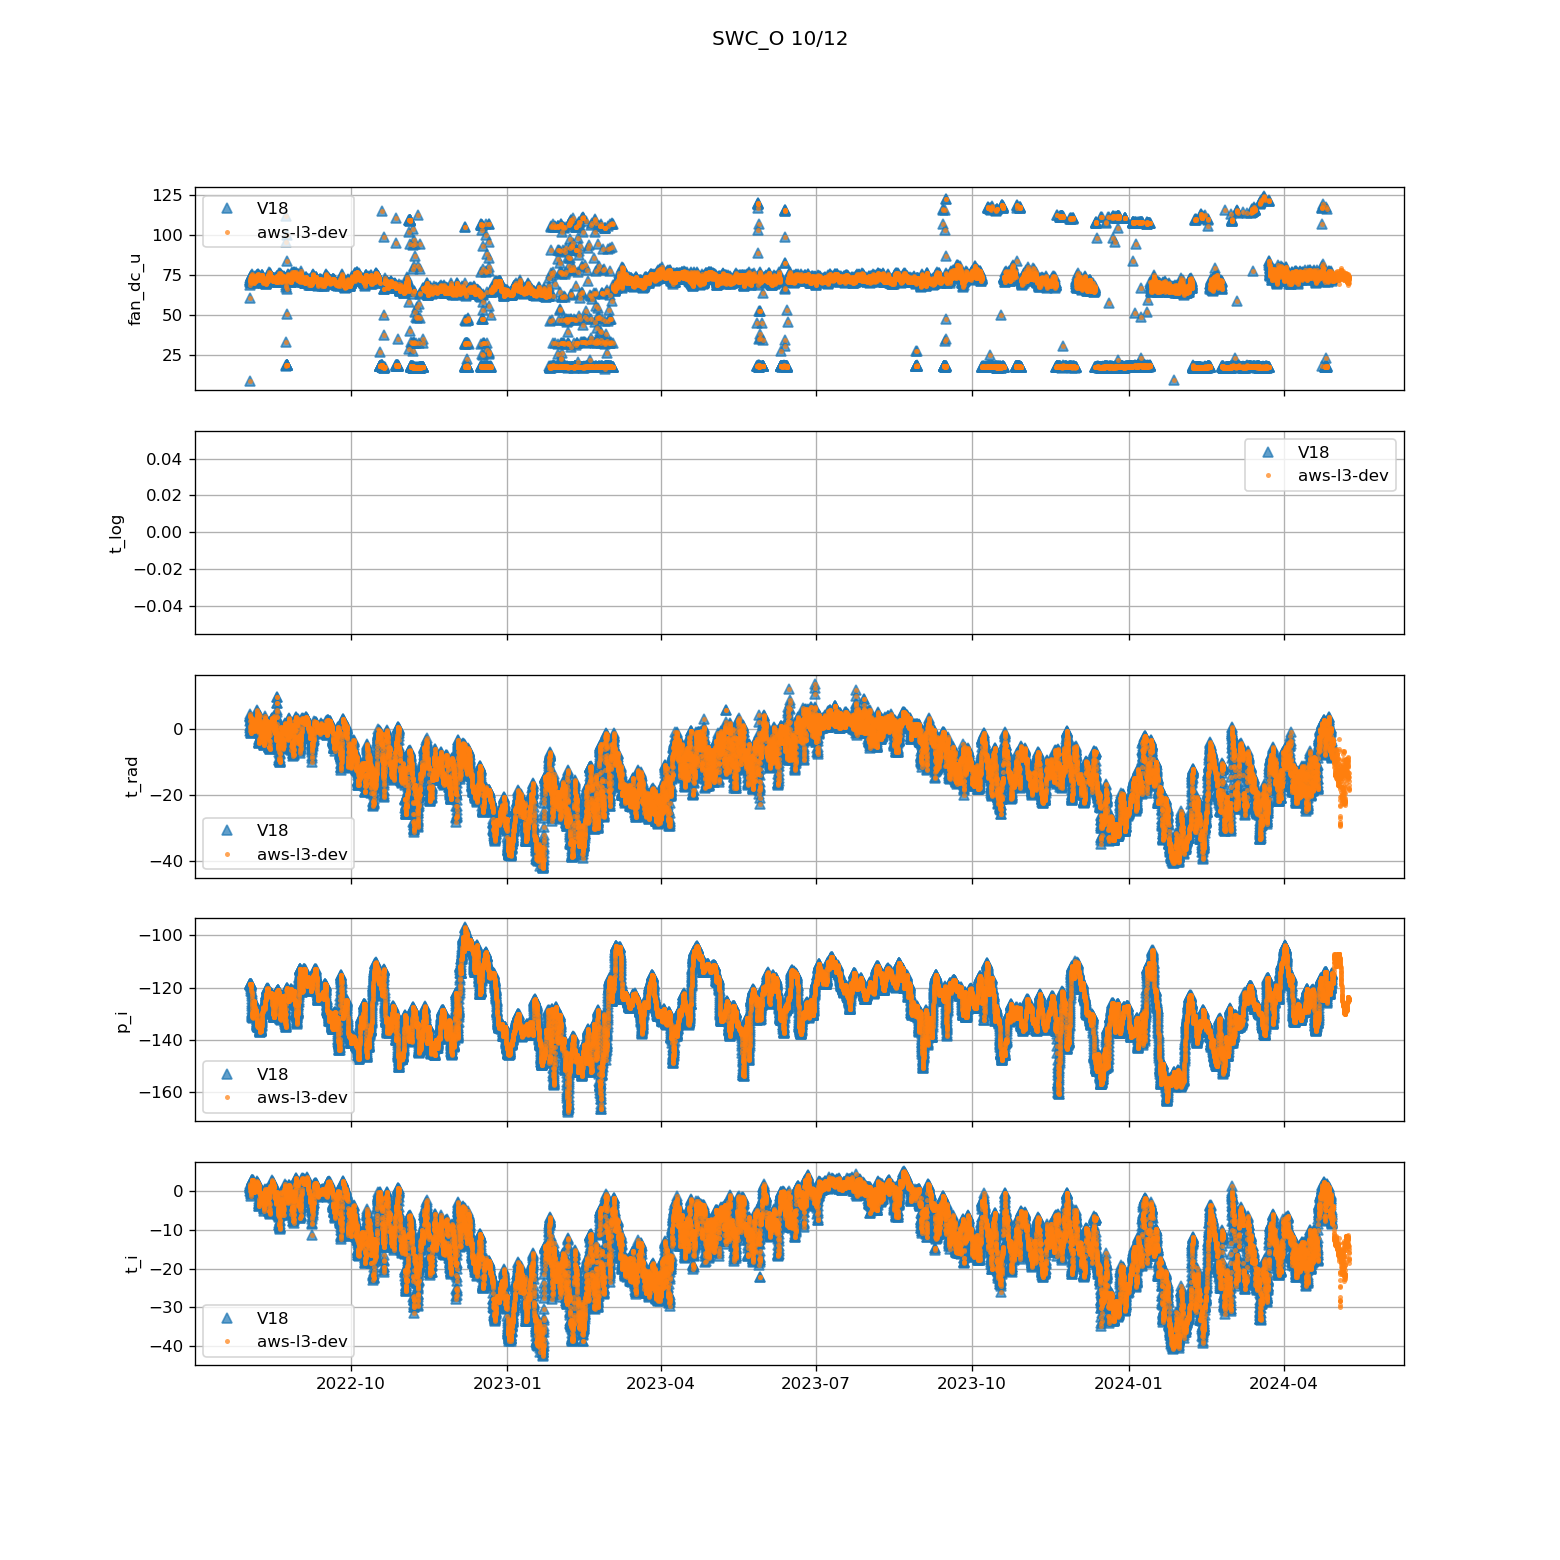 SWC_O 10/12
125
100
75
50
25
fan_dc_u
V18
aws-l3-dev
0.04
0.02
0.00
−0.02
−0.04
t_log
V18
aws-l3-dev
0
−20
−40
t_rad
V18
aws-l3-dev
−100
−120
−140
−160
p_i
V18
aws-l3-dev
0
−10
−20
−30
−40
t_i
V18
aws-l3-dev
2022-10
2023-01
2023-04
2023-07
2023-10
2024-01
2024-04